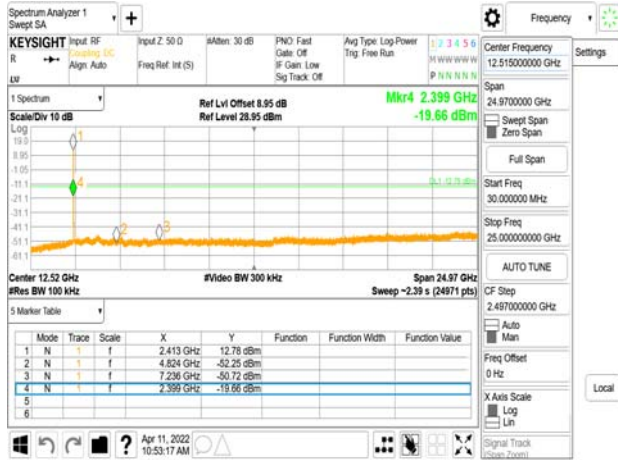 Spectrum Analyzer 1
Swept SA
+
Frequency
KEYSIGHT
Input: RF
Coupling: DC
Align: Auto
Input Z: 50 Ω
Freq Ref: Int (S)
#Atten: 30 dB
PNO: Fast
Gate: Off
IF Gain: Low
Sig Track: Off
Avg Type: Log-Power
Trig: Free Run
1 2 3 4 5 6
M W W W W W
P N N N N N
R
1 Spectrum
Scale/Div 10 dB
Ref Lvl Offset 8.95 dB
Ref Level 28.95 dBm
Mkr4 2.399 GHz
-19.66 dBm
Log
19.0
8.95
-1.05
-11.1
-21.1
-31.1
-41.1
-51.1
-61.1
1
4
2
3
Center 12.52 GHz
#Video BW 300 kHz
Span 24.97 GHz
#Res BW 100 kHz
Sweep ~2.39 s (24971 pts)
5 Marker Table
Mode Trace Scale X Y Function Function Width Function Value
1 N 1 f 2.413 GHz 12.78 dBm
2 N 1 f 4.824 GHz -52.25 dBm
3 N 1 f 7.236 GHz -50.72 dBm
4 N 1 f 2.399 GHz -19.66 dBm
5
6
?
Apr 11, 2022
10:53:17 AM
Center Frequency
12.515000000 GHz
Settings
Span
24.9700000 GHz
Swept Span
Zero Span
Full Span
Start Freq
30.000000 MHz
Stop Freq
25.000000000 GHz
AUTO TUNE
CF Step
2.497000000 GHz
Auto
Man
Freq Offset
0 Hz
Local
X Axis Scale
Log
Lin
Signal Track
(Span Zoom)